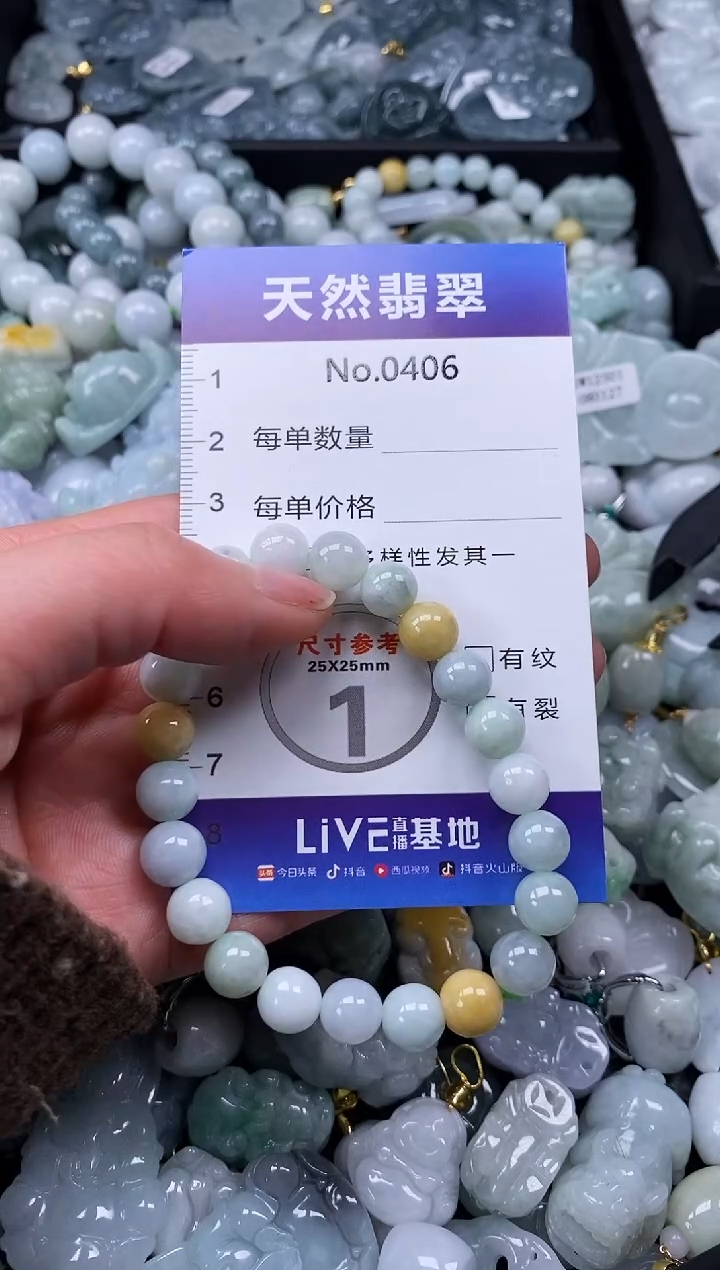 天然翡翠
No.0406
1
2
每单数量
3
每单价格
多样性发其一
尺寸参考
25X25mm
1
有纹
6
有裂
7
8
LiVE直播基地
头条 今日头条 抖音 西瓜视频 抖音火山版